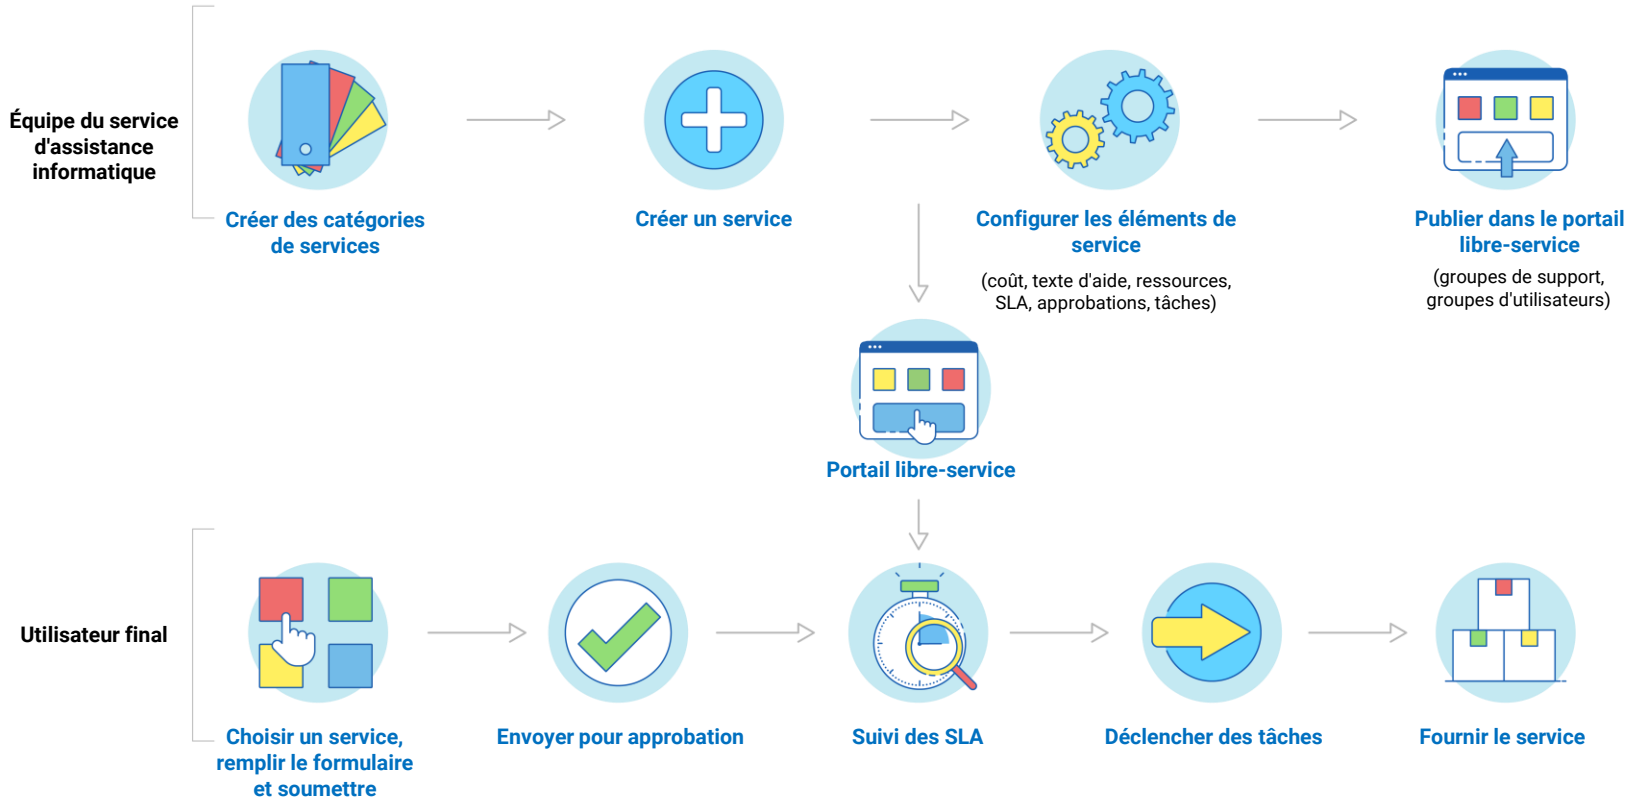 Équipe du service
d'assistance
informatique
Créer des catégories
de services
Créer un service
Configurer les éléments de
service
(coût, texte d'aide, ressources,
SLA, approbations, tâches)
Publier dans le portail
libre-service
(groupes de support,
groupes d'utilisateurs)
Portail libre-service
Utilisateur final
Choisir un service,
remplir le formulaire
et soumettre
Envoyer pour approbation
Suivi des SLA
Déclencher des tâches
Fournir le service